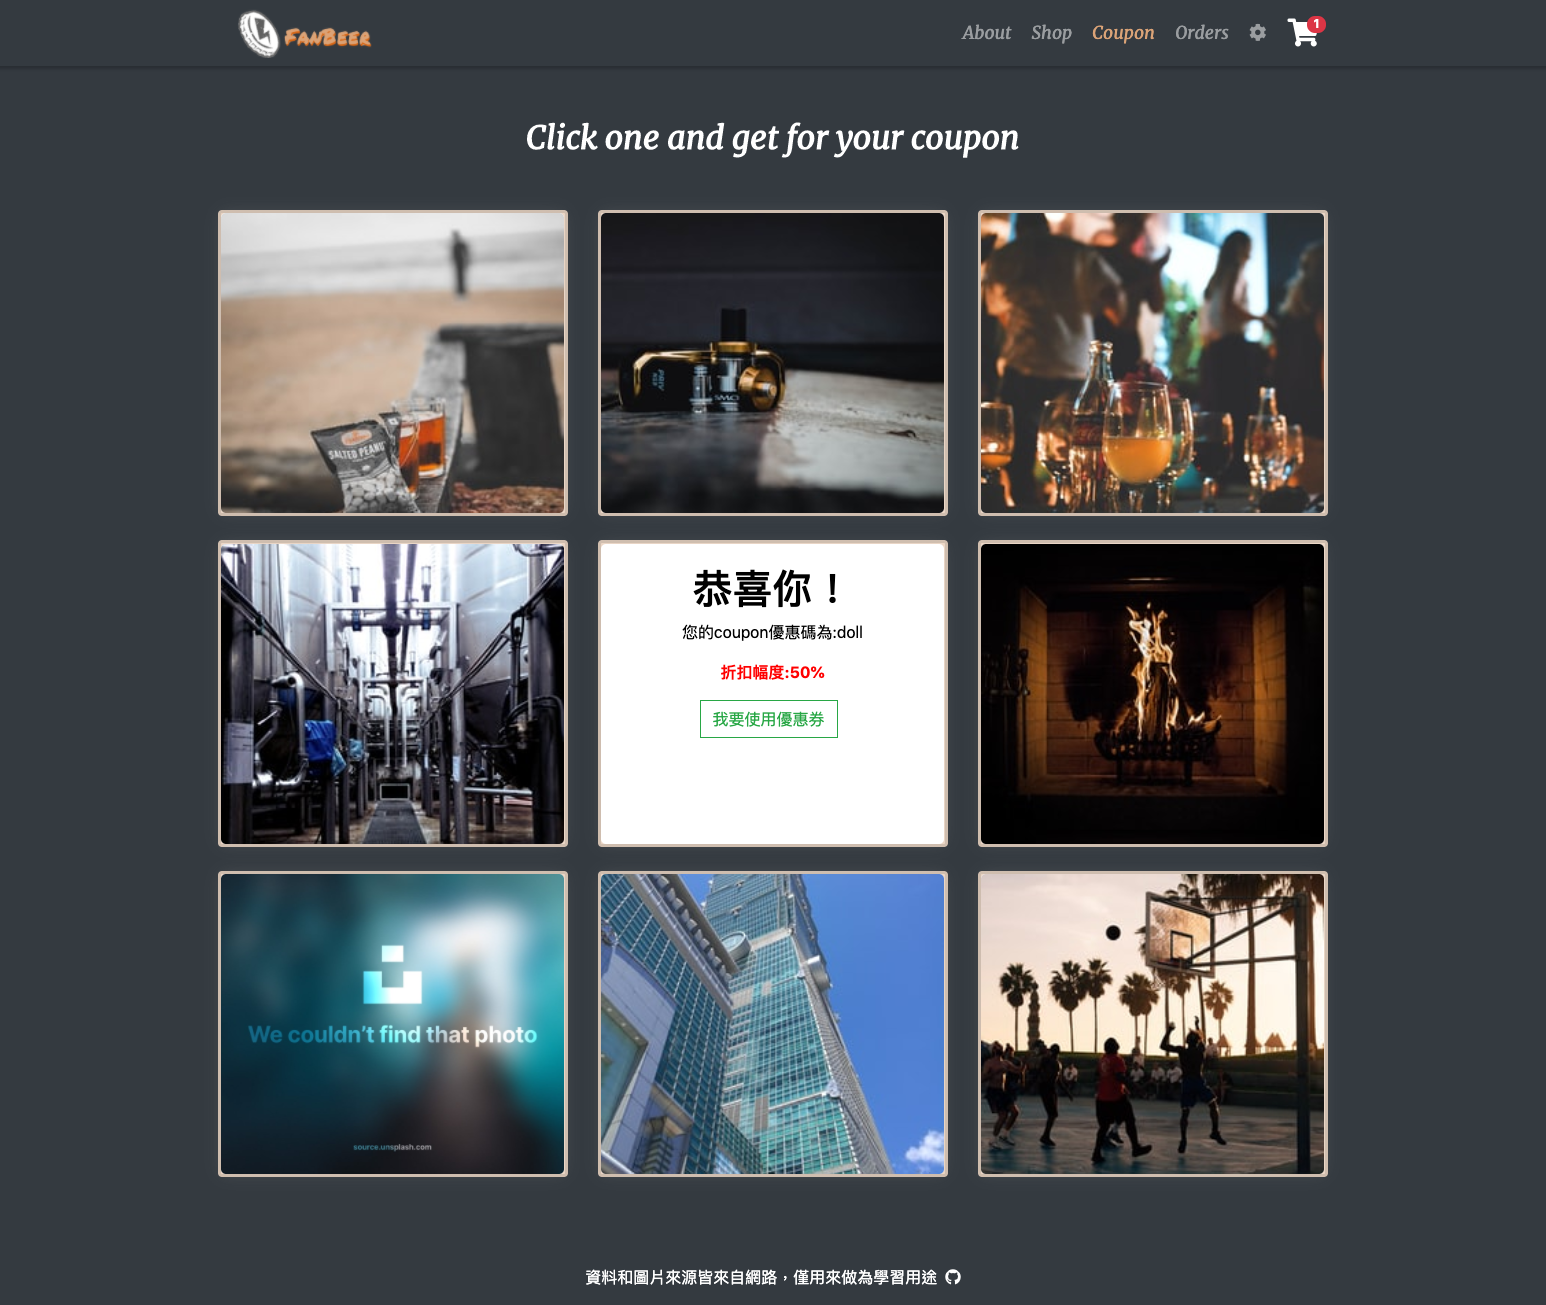 FanBeer
About Shop Coupon Orders 1
Click one and get for your coupon
SALTED PEANUT
SMOK
恭喜你！
您的coupon優惠碼為:doll
折扣幅度:50%
我要使用優惠券
We couldn't find that photo
source.unsplash.com
資料和圖片來源皆來自網路，僅用來做為學習用途